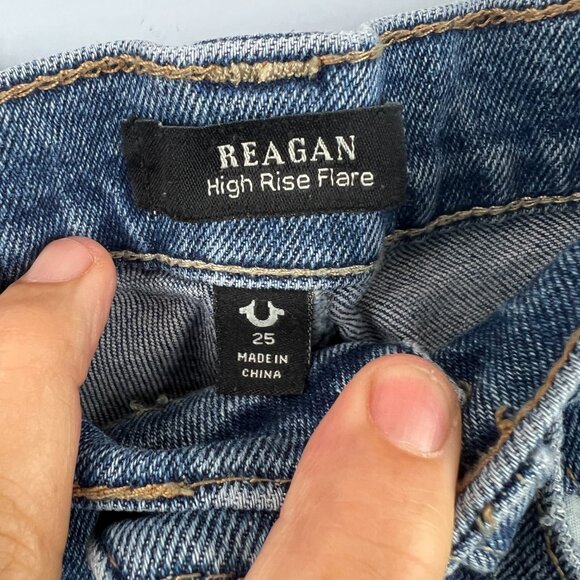 REAGAN
High Rise Flare
25
MADE IN
CHINA